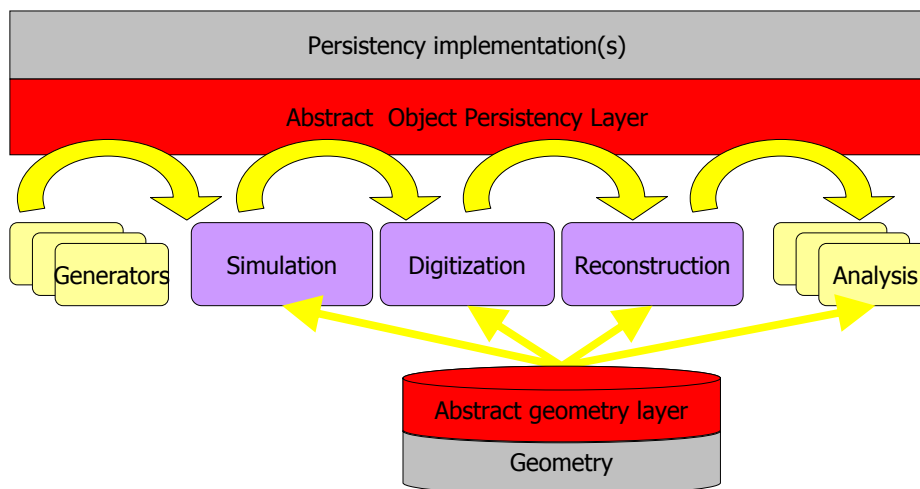 Persistency implementation(s)
Abstract Object Persistency Layer
Generators
Simulation
Digitization
Reconstruction
Analysis
Abstract geometry layer
Geometry